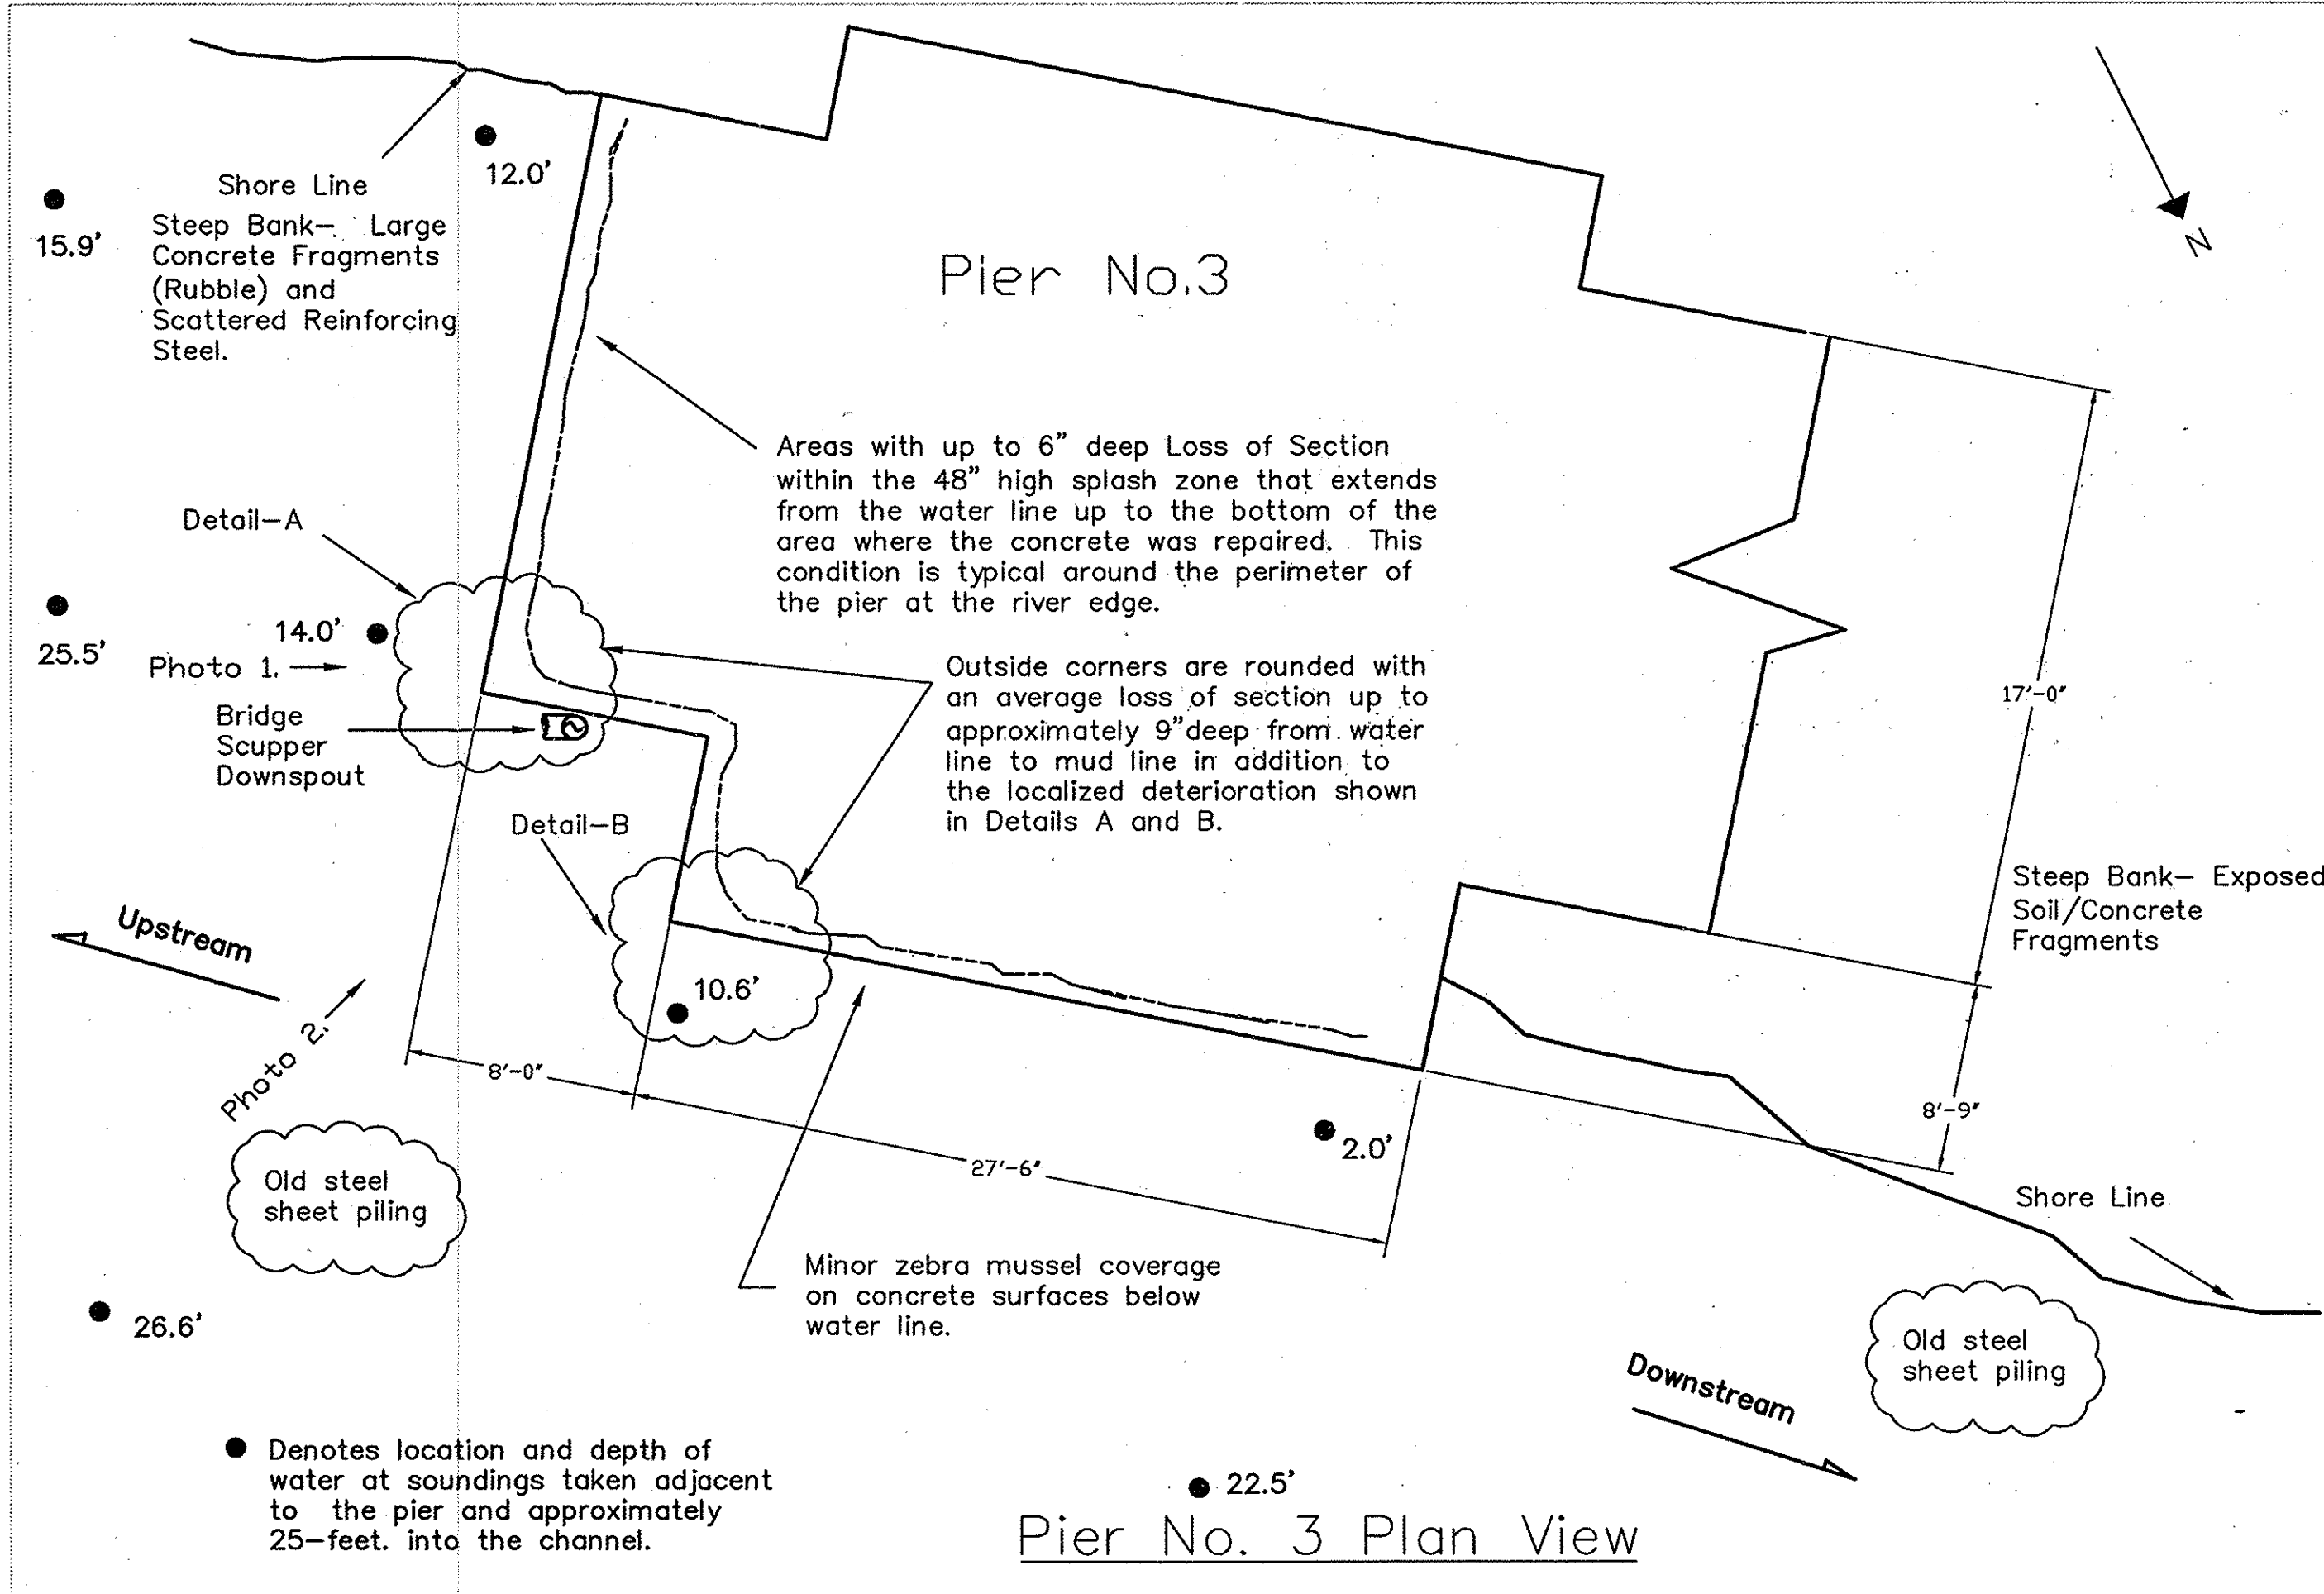 12.0'
Shore Line
15.9'
Steep Bank– Large
Concrete Fragments
(Rubble) and
Scattered Reinforcing
Steel.
N
Pier No.3
Areas with up to 6" deep Loss of Section
within the 48" high splash zone that extends
from the water line up to the bottom of the
area where the concrete was repaired. This
condition is typical around the perimeter of
the pier at the river edge.
Detail–A
14.0'
25.5'
Photo 1.
Bridge
Scupper
Downspout
Outside corners are rounded with
an average loss of section up to
approximately 9"deep from water
line to mud line in addition to
the localized deterioration shown
in Details A and B.
17'-0"
Detail–B
Steep Bank– Exposed
Soil/Concrete
Fragments
Upstream
10.6'
Photo 2.
8'-0"
8'-9"
2.0'
27'-6"
Old steel
sheet piling
Shore Line
Minor zebra mussel coverage
on concrete surfaces below
water line.
26.6'
Old steel
sheet piling
Downstream
Denotes location and depth of
water at soundings taken adjacent
to the pier and approximately
25–feet. into the channel.
22.5'
Pier No. 3 Plan View